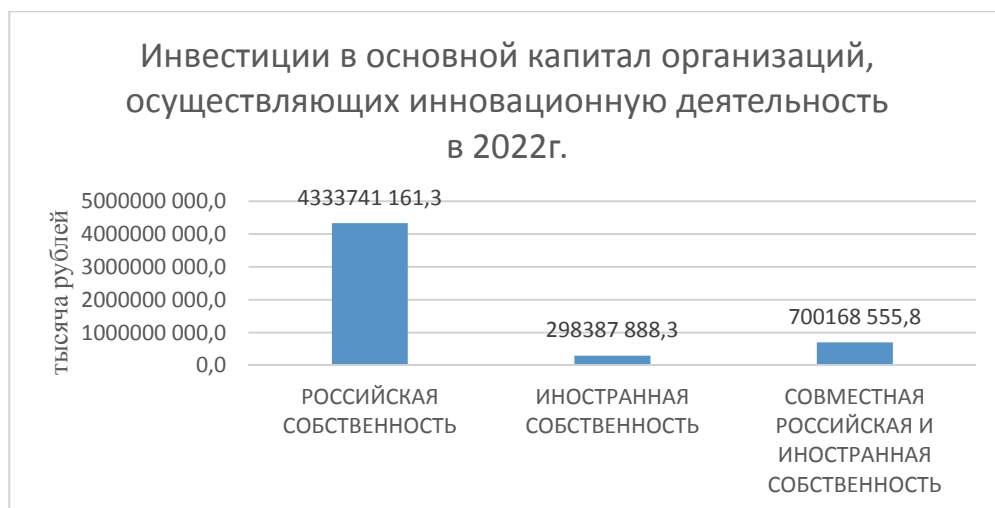 Инвестиции в основной капитал организаций,
осуществляющих инновационную деятельность
в 2022г.
тысяча рублей
5000000 000,0
4000000 000,0
3000000 000,0
2000000 000,0
1000000 000,0
0,0
4333741 161,3
298387 888,3
700168 555,8
РОССИЙСКАЯ
СОБСТВЕННОСТЬ
ИНОСТРАННАЯ
СОБСТВЕННОСТЬ
СОВМЕСТНАЯ
РОССИЙСКАЯ И
ИНОСТРАННАЯ
СОБСТВЕННОСТЬ